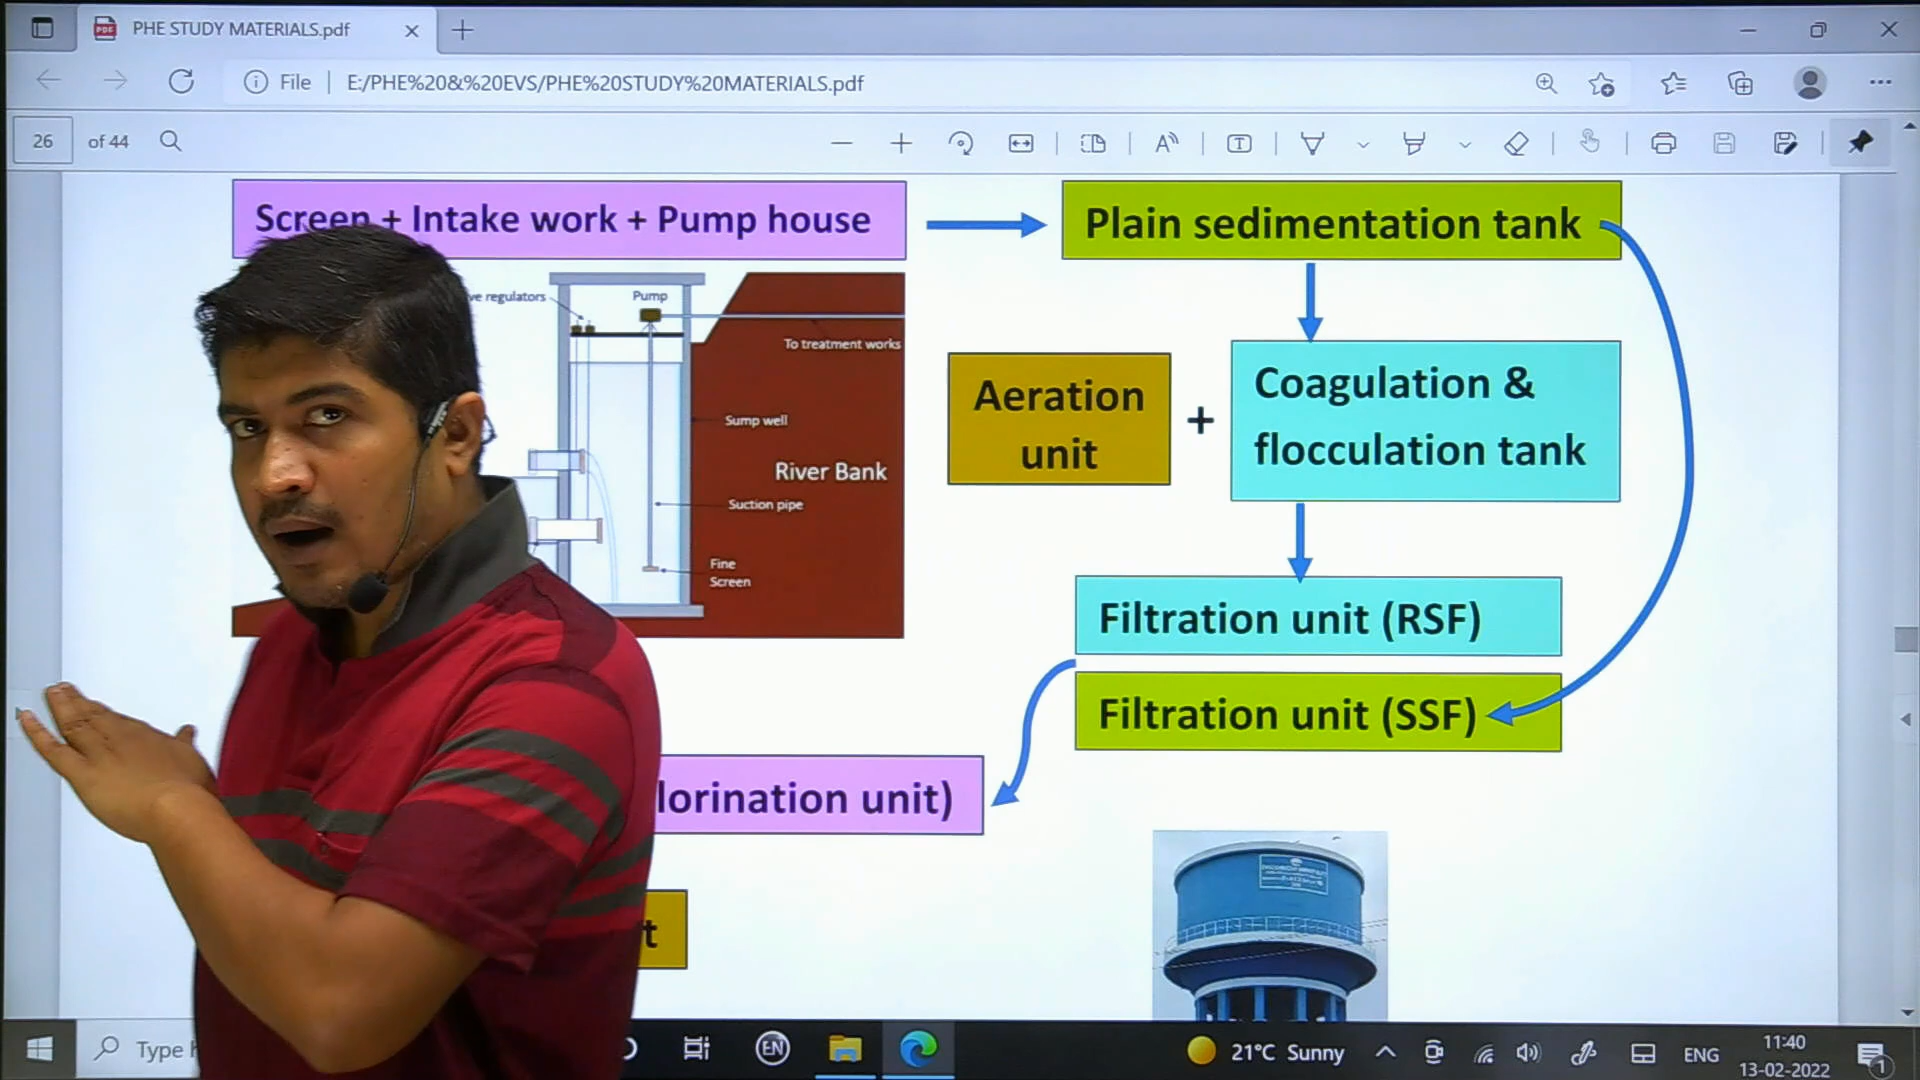 PHE STUDY MATERIALS.pdf
File
E:/PHE%20&%20EVS/PHE%20STUDY%20MATERIALS.pdf
26 of 44
Screen + Intake work + Pump house
Plain sedimentation tank
regulators
Pump
To treatment works
Sump well
River Bank
Suction pipe
Fine
Screen
Aeration
unit
+
Coagulation &
flocculation tank
Filtration unit (RSF)
Filtration unit (SSF)
lorination unit)
t
Type
EN
21°C Sunny
ENG
11:40
13-02-2022
1